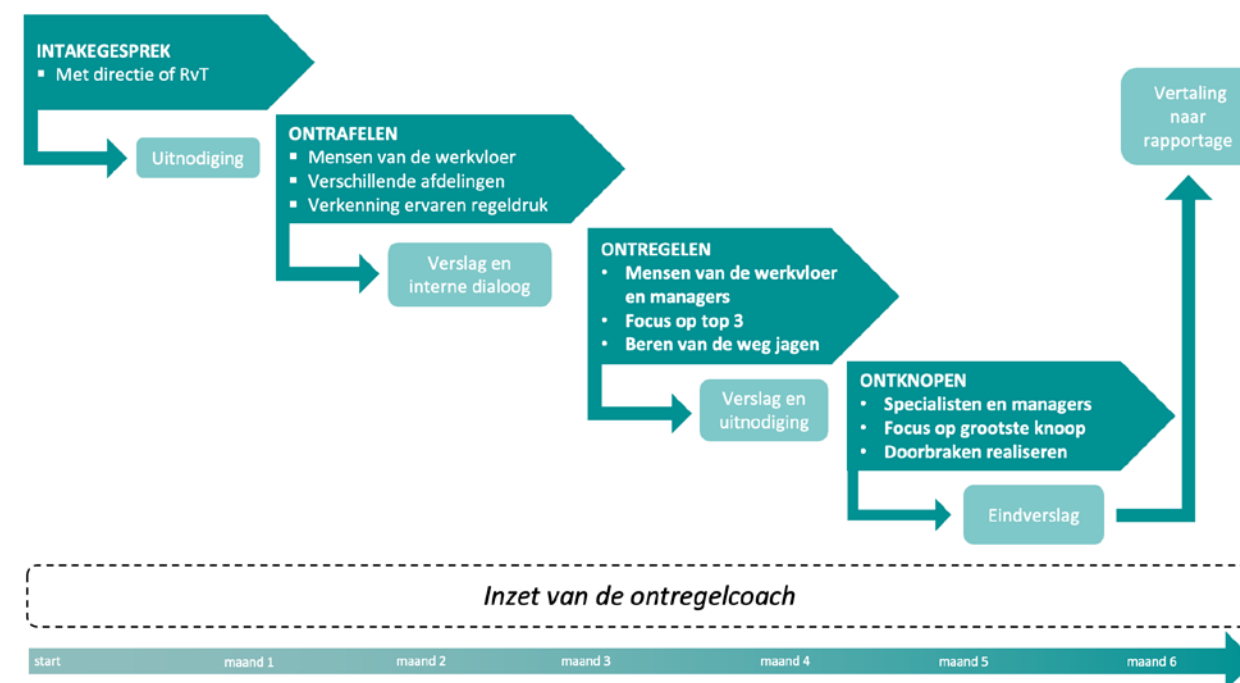 INTAKEGESPREK
▪ Met directie of RvT
Uitnodiging
ONTRAFELEN
▪ Mensen van de werkvloer
▪ Verschillende afdelingen
▪ Verkenning ervaren regeldruk
Verslag en
interne dialoog
ONTREGELEN
• Mensen van de werkvloer
en managers
• Focus op top 3
• Beren van de weg jagen
Verslag en
uitnodiging
ONTKNOPEN
• Specialisten en managers
• Focus op grootste knoop
• Doorbraken realiseren
Eindverslag
Vertaling
naar
rapportage
Inzet van de ontregelcoach
start maand 1 maand 2 maand 3 maand 4 maand 5 maand 6